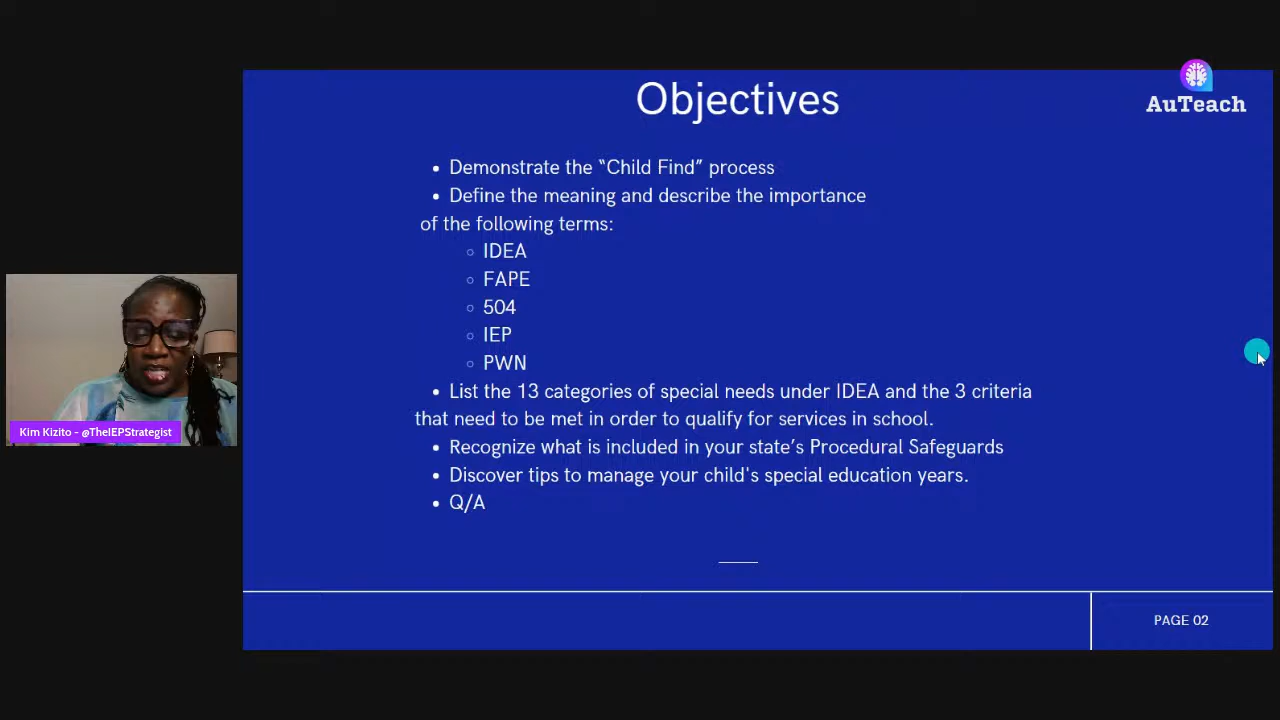 Objectives
AuTeach
• Demonstrate the “Child Find” process
• Define the meaning and describe the importance
of the following terms:
◦ IDEA
◦ FAPE
◦ 504
◦ IEP
◦ PWN
• List the 13 categories of special needs under IDEA and the 3 criteria
that need to be met in order to qualify for services in school.
• Recognize what is included in your state’s Procedural Safeguards
• Discover tips to manage your child's special education years.
• Q/A
Kim Kizito - @TheIEPStrategist
PAGE 02